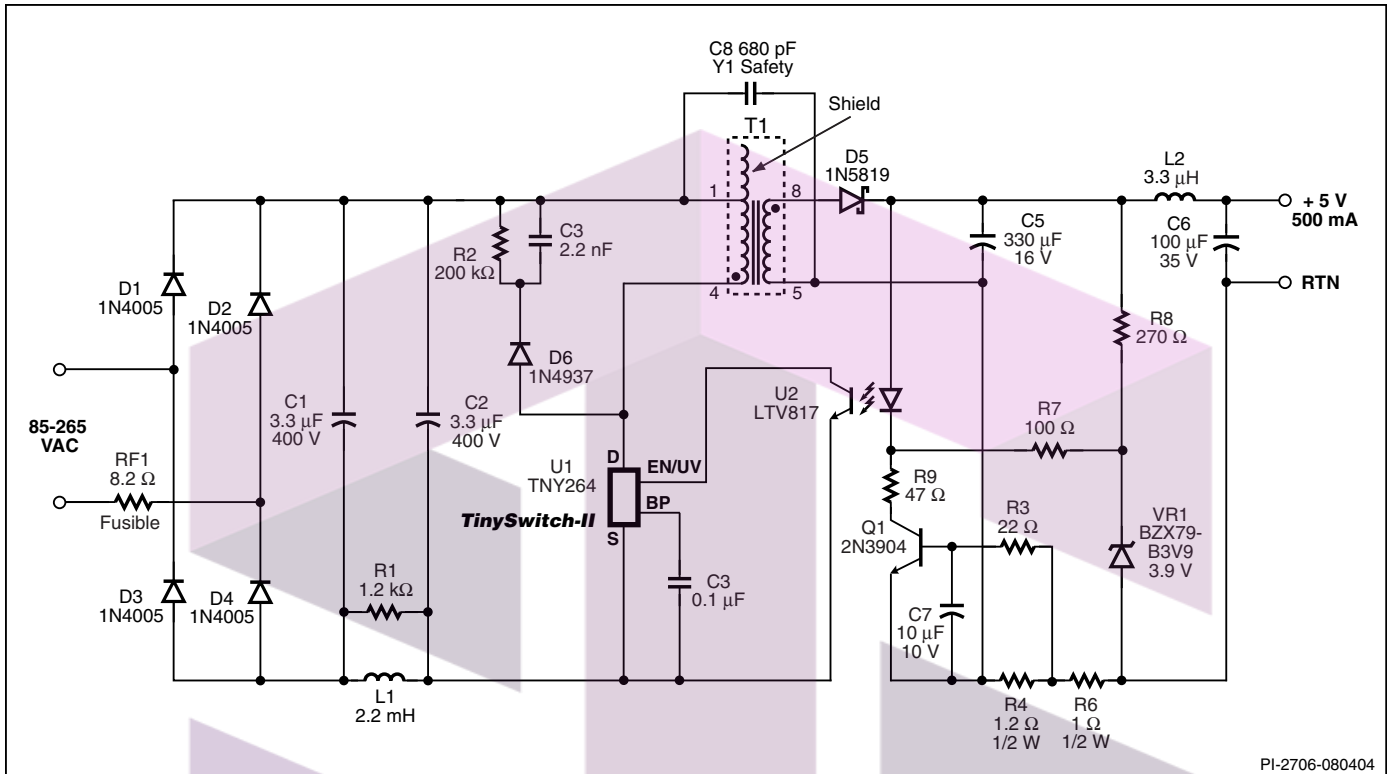 C8 680 pF
Y1 Safety
Shield
T1
D5
1N5819
L2
3.3 µH
1
8
+ 5 V
500 mA
C5
330 µF
16 V
C6
100 µF
35 V
R2
200 kΩ
C3
2.2 nF
D1
1N4005
D2
1N4005
4
5
RTN
R8
270 Ω
D6
1N4937
U2
LTV817
C1
3.3 µF
400 V
C2
3.3 µF
400 V
R7
100 Ω
85-265
VAC
RF1
8.2 Ω
Fusible
U1
TNY264
D
EN/UV
BP
S
TinySwitch-II
R9
47 Ω
Q1
2N3904
R3
22 Ω
VR1
BZX79-
B3V9
3.9 V
D3
1N4005
D4
1N4005
R1
1.2 kΩ
C3
0.1 µF
C7
10 µF
10 V
L1
2.2 mH
R4
1.2 Ω
1/2 W
R6
1 Ω
1/2 W
PI-2706-080404